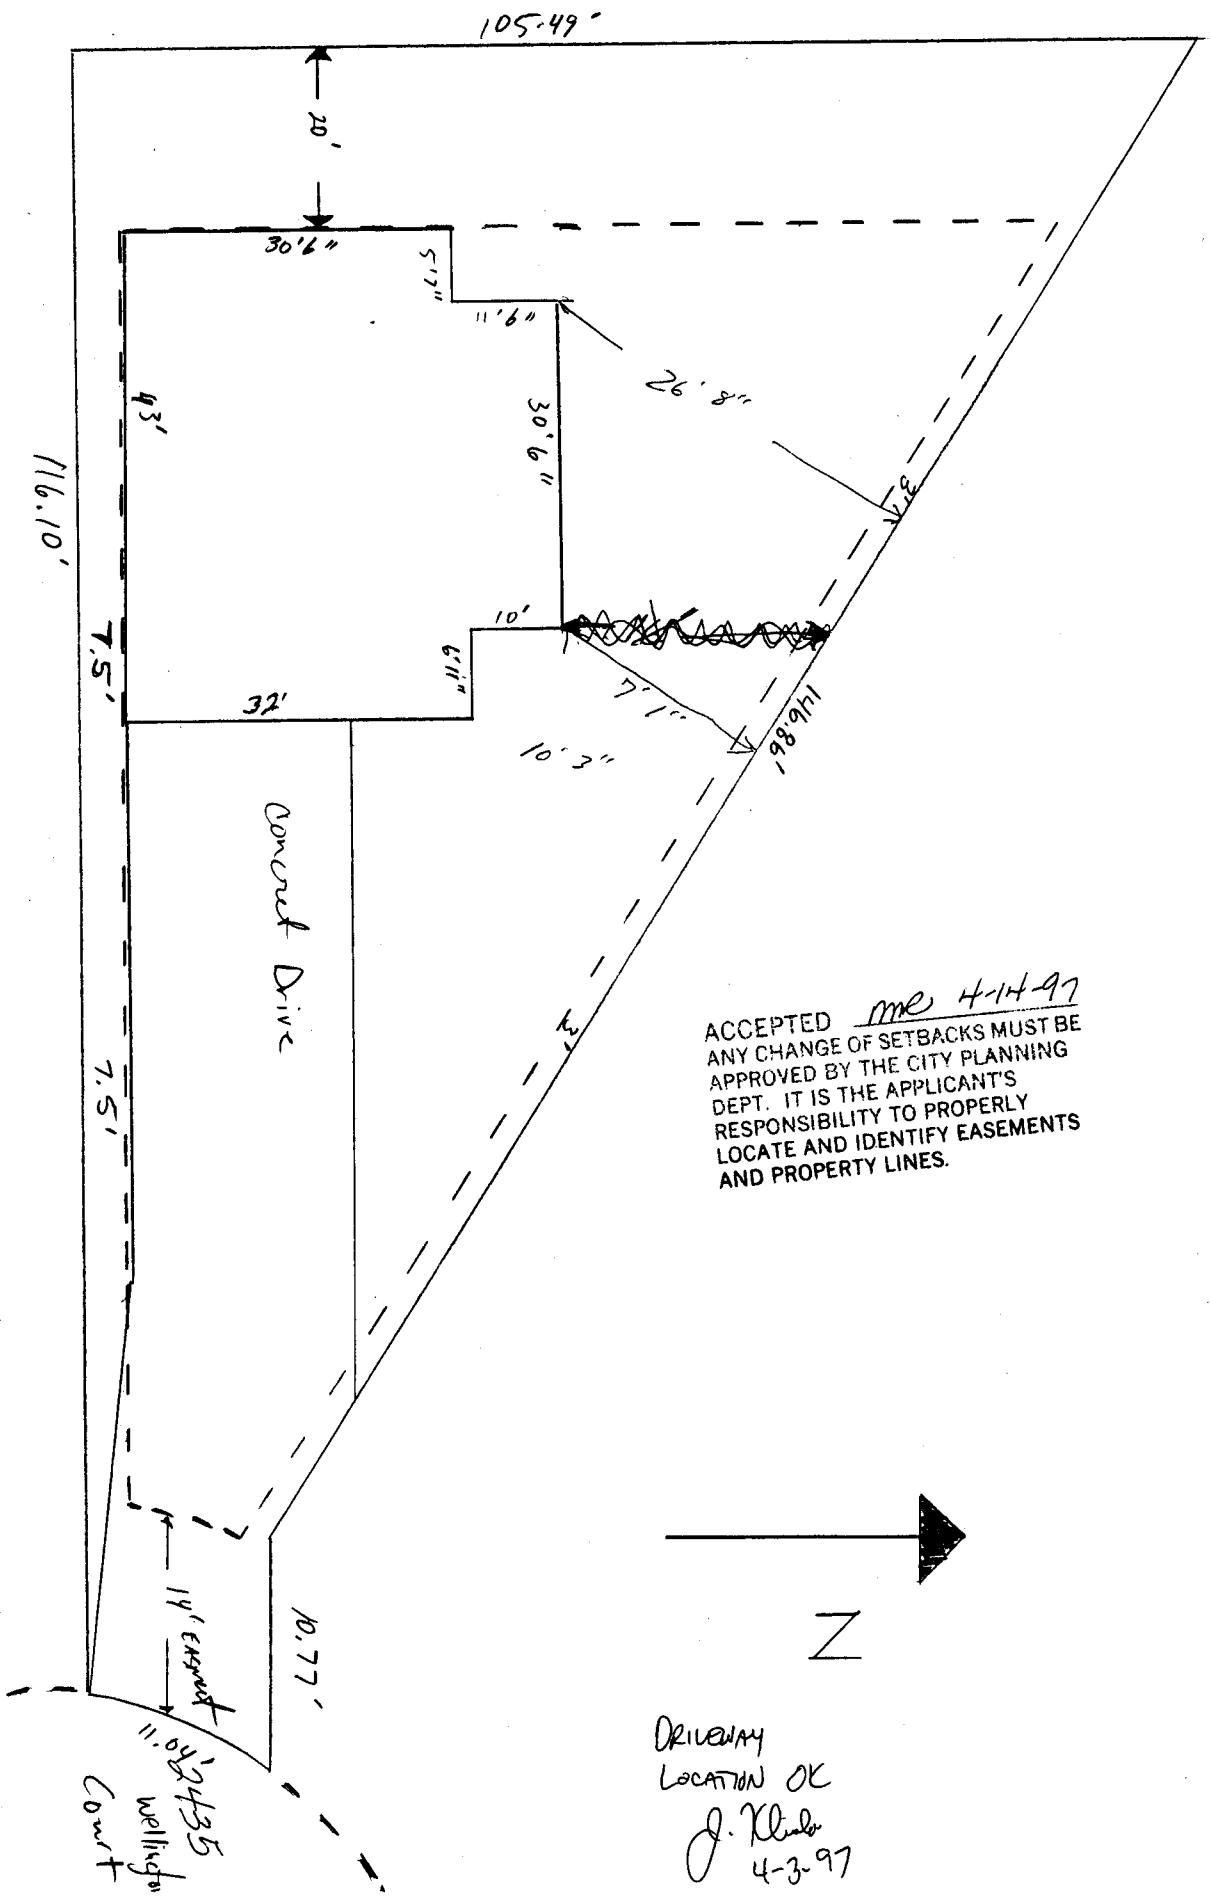 105.49'
20'
30'6"
5'7"
11'6"
26'8"
3'
43'
30'6"
116.10'
10'
7.5'
6'11"
32'
7'1"
146.86'
10'3"
Concret Drive
3'
ACCEPTED 4-14-97
ANY CHANGE OF SETBACKS MUST BE
APPROVED BY THE CITY PLANNING
DEPT. IT IS THE APPLICANT'S
RESPONSIBILITY TO PROPERLY
LOCATE AND IDENTIFY EASEMENTS
AND PROPERTY LINES.
7.5'
14'
10.77'
11.04'
2435
Wellington
Court
N
DRIVEWAY
LOCATION OK
J.
4-3-97